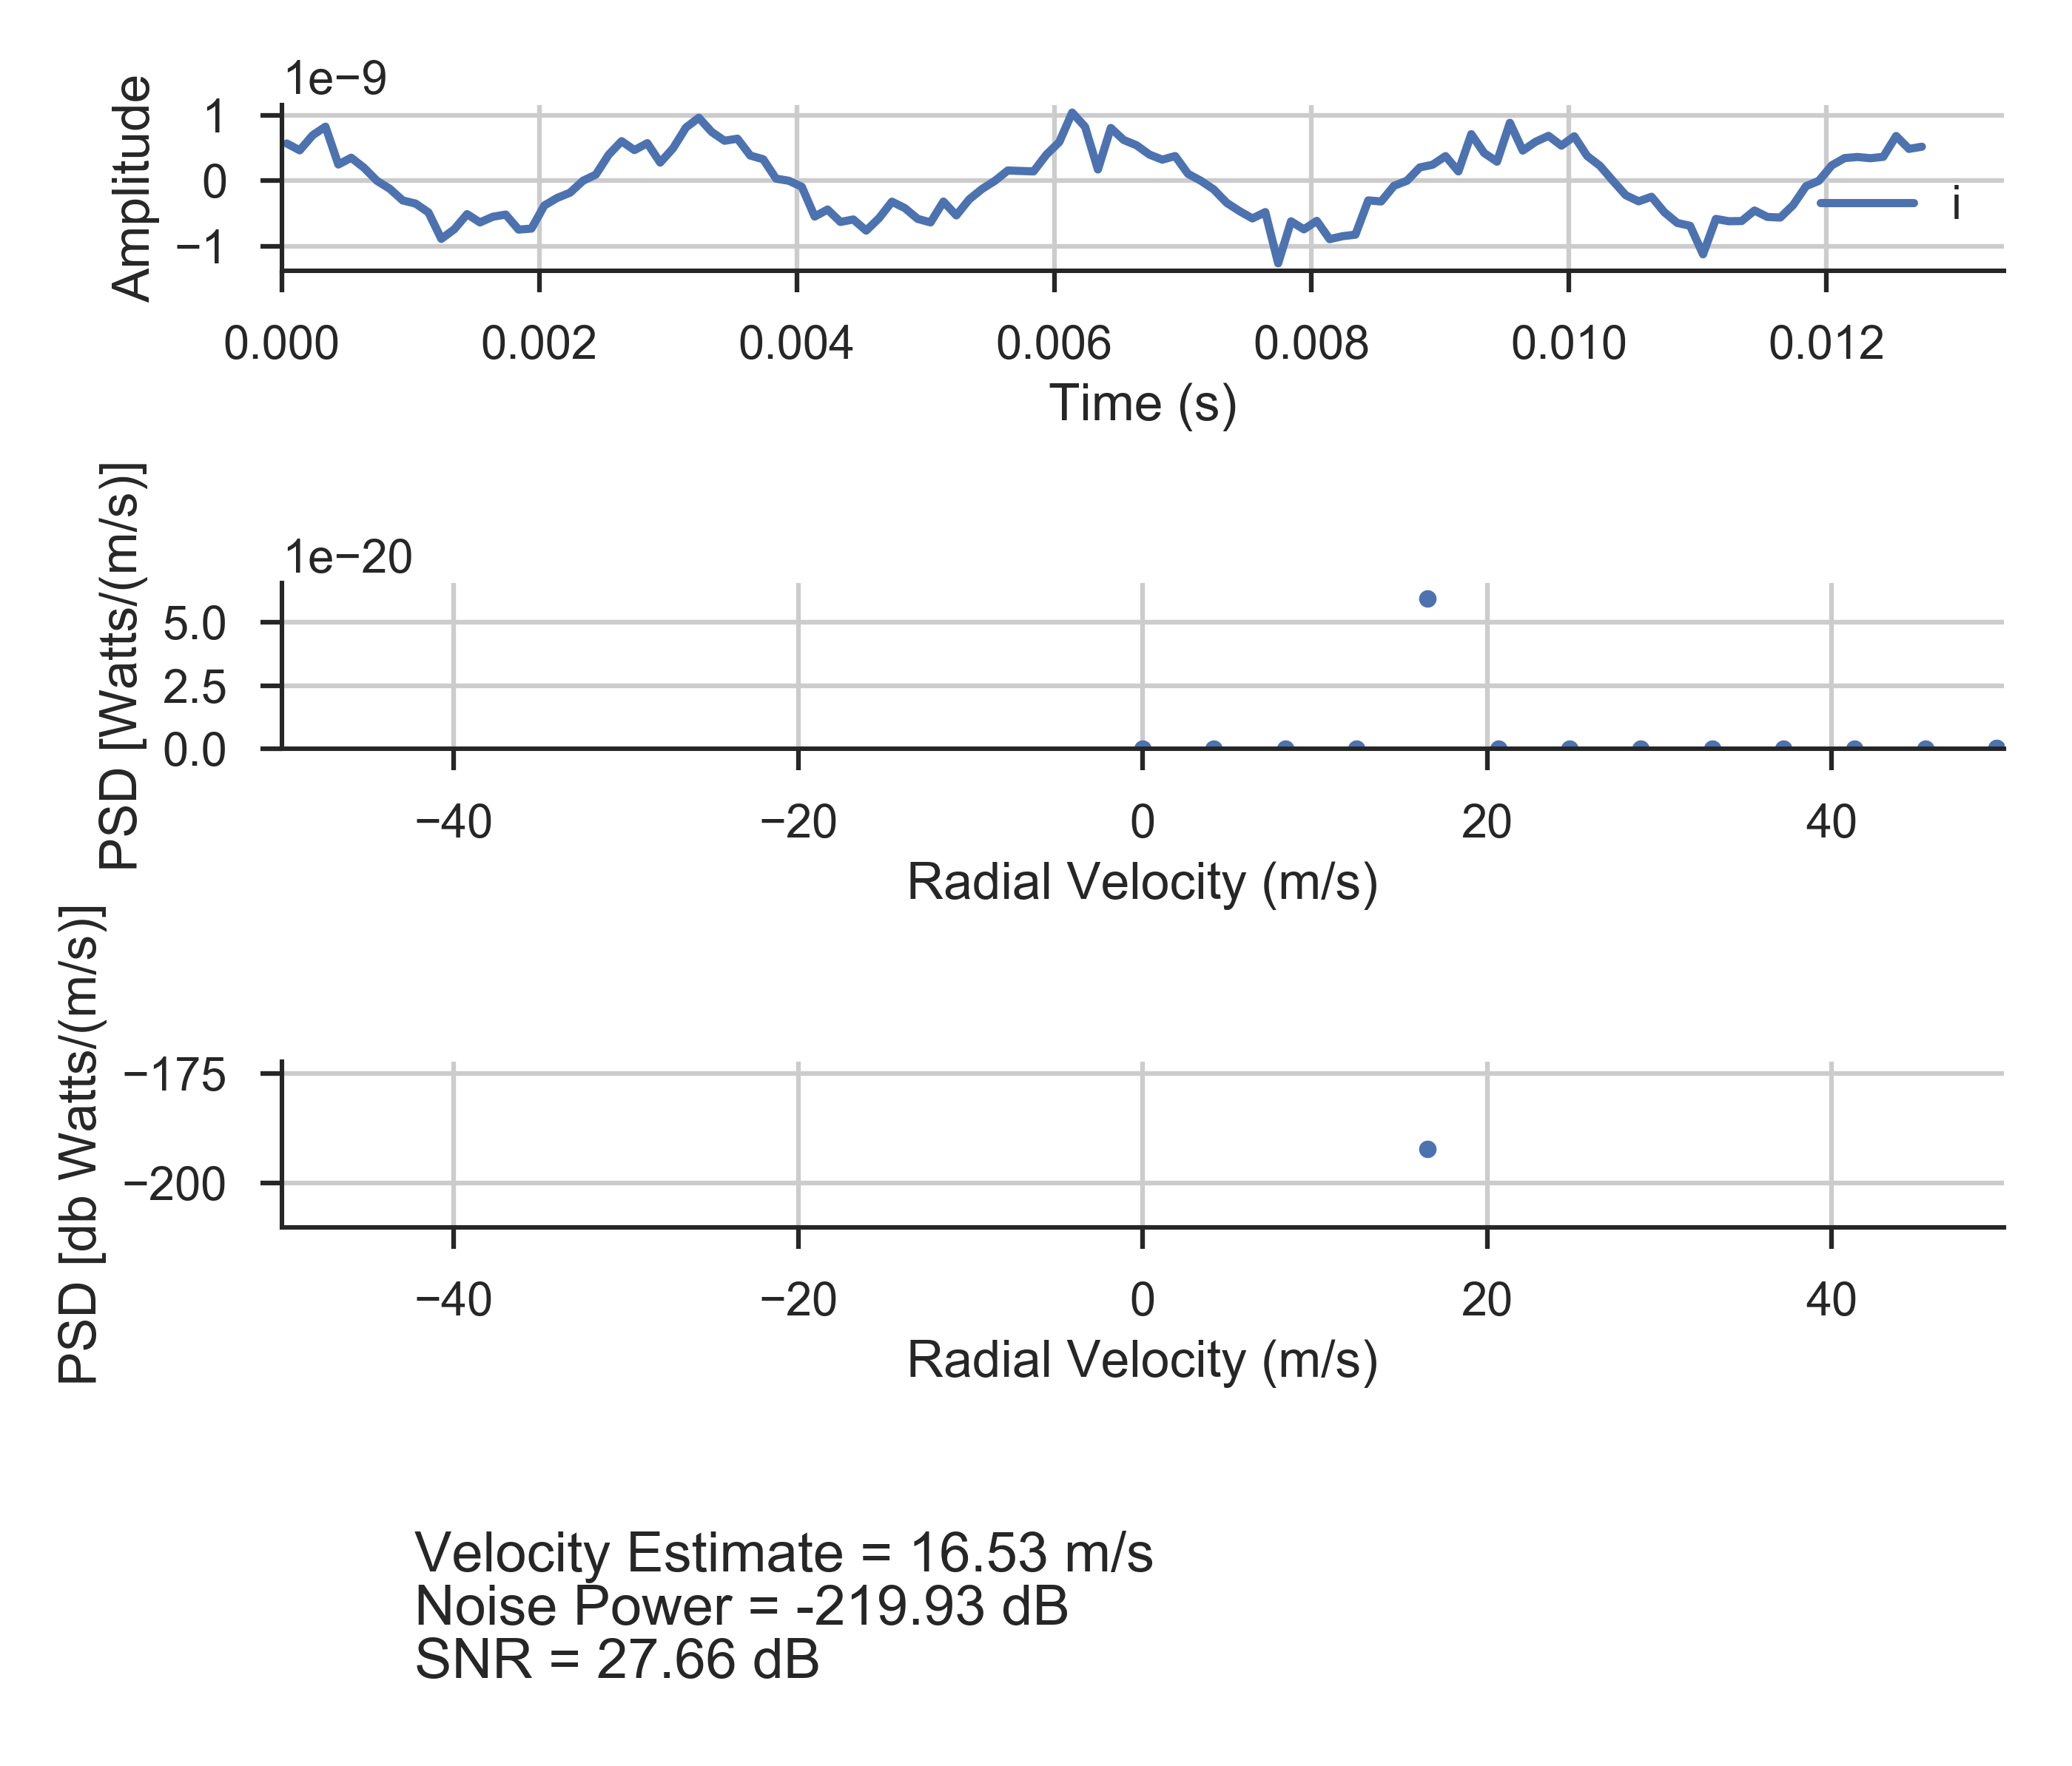 1e−9
Amplitude
1
0
−1
i
0.000 0.002 0.004 0.006 0.008 0.010 0.012
Time (s)
1e−20
PSD [Watts/(m/s)]
5.0
2.5
0.0
−40 −20 0 20 40
Radial Velocity (m/s)
PSD [db Watts/(m/s)]
−175
−200
−40 −20 0 20 40
Radial Velocity (m/s)
Velocity Estimate = 16.53 m/s
Noise Power = -219.93 dB
SNR = 27.66 dB